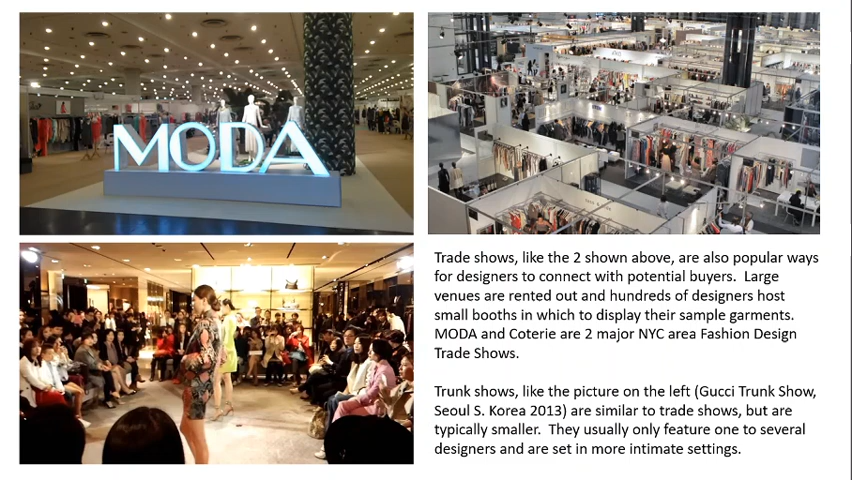 MODA
Trade shows, like the 2 shown above, are also popular ways
for designers to connect with potential buyers. Large
venues are rented out and hundreds of designers host
small booths in which to display their sample garments.
MODA and Coterie are 2 major NYC area Fashion Design
Trade Shows.
Trunk shows, like the picture on the left (Gucci Trunk Show,
Seoul S. Korea 2013) are similar to trade shows, but are
typically smaller. They usually only feature one to several
designers and are set in more intimate settings.